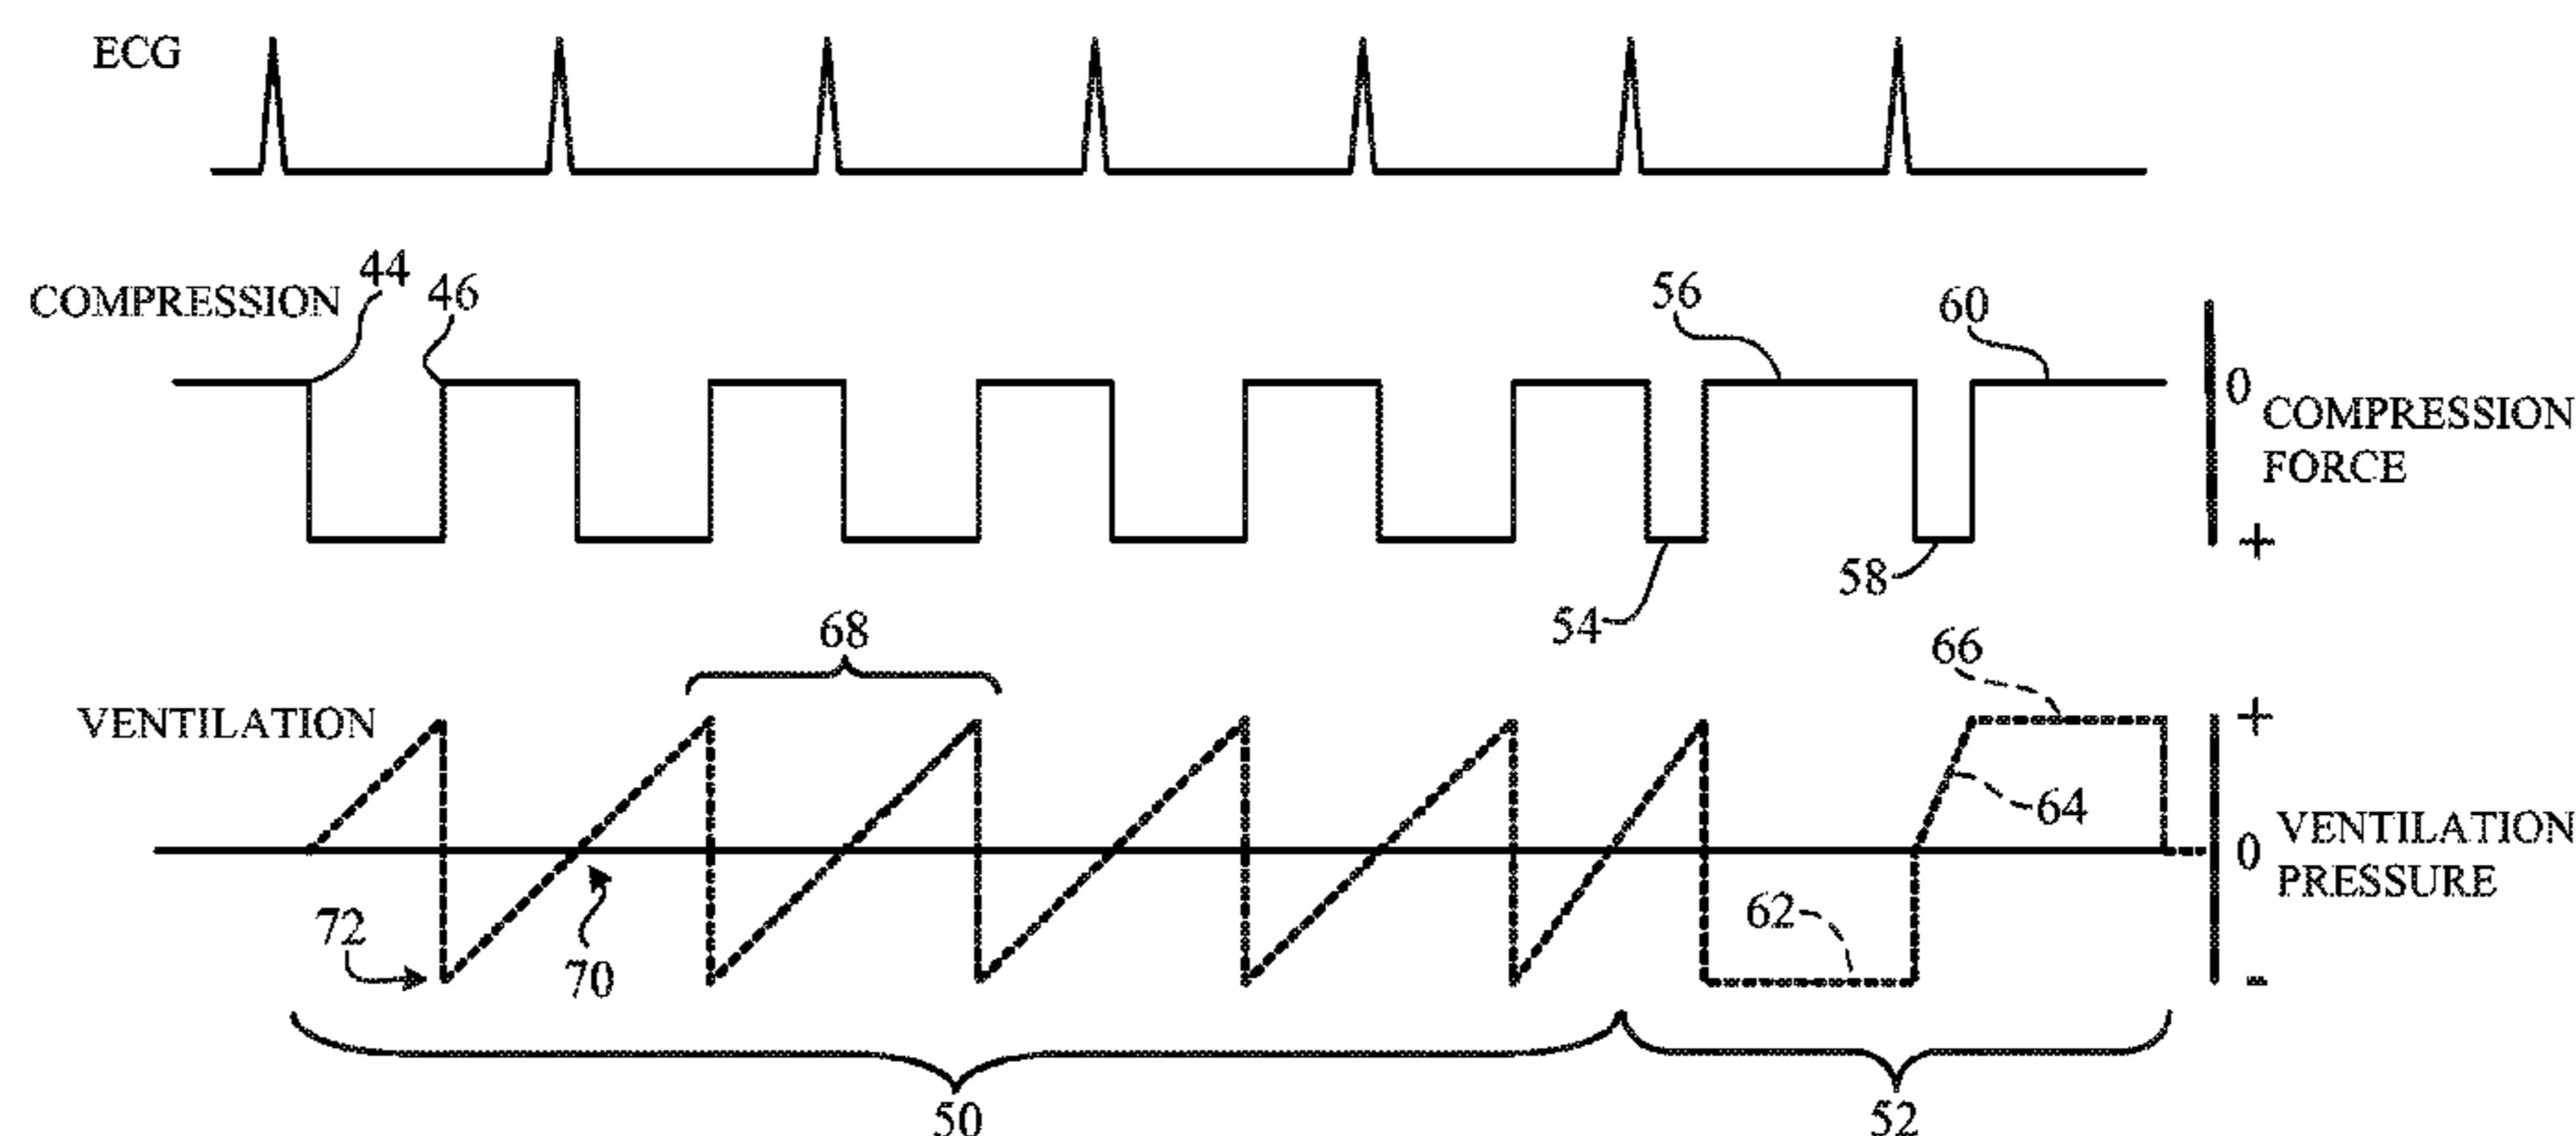 ECG
COMPRESSION
44
46
56
60
0
COMPRESSION
FORCE
+
54
58
68
66
VENTILATION
+
64
0
VENTILATION
PRESSURE
72
70
62
-
50
52